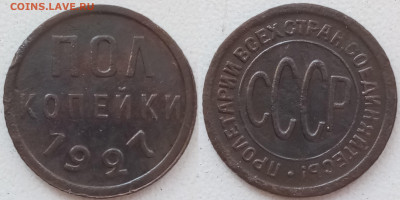 COINS.LAVE.RU
ПОЛ
КОПЕЙКИ
1927
ПРОЛЕТАРИИ ВСЕХ СТРАН, СОЕДИНЯЙТЕСЬ!
СССР